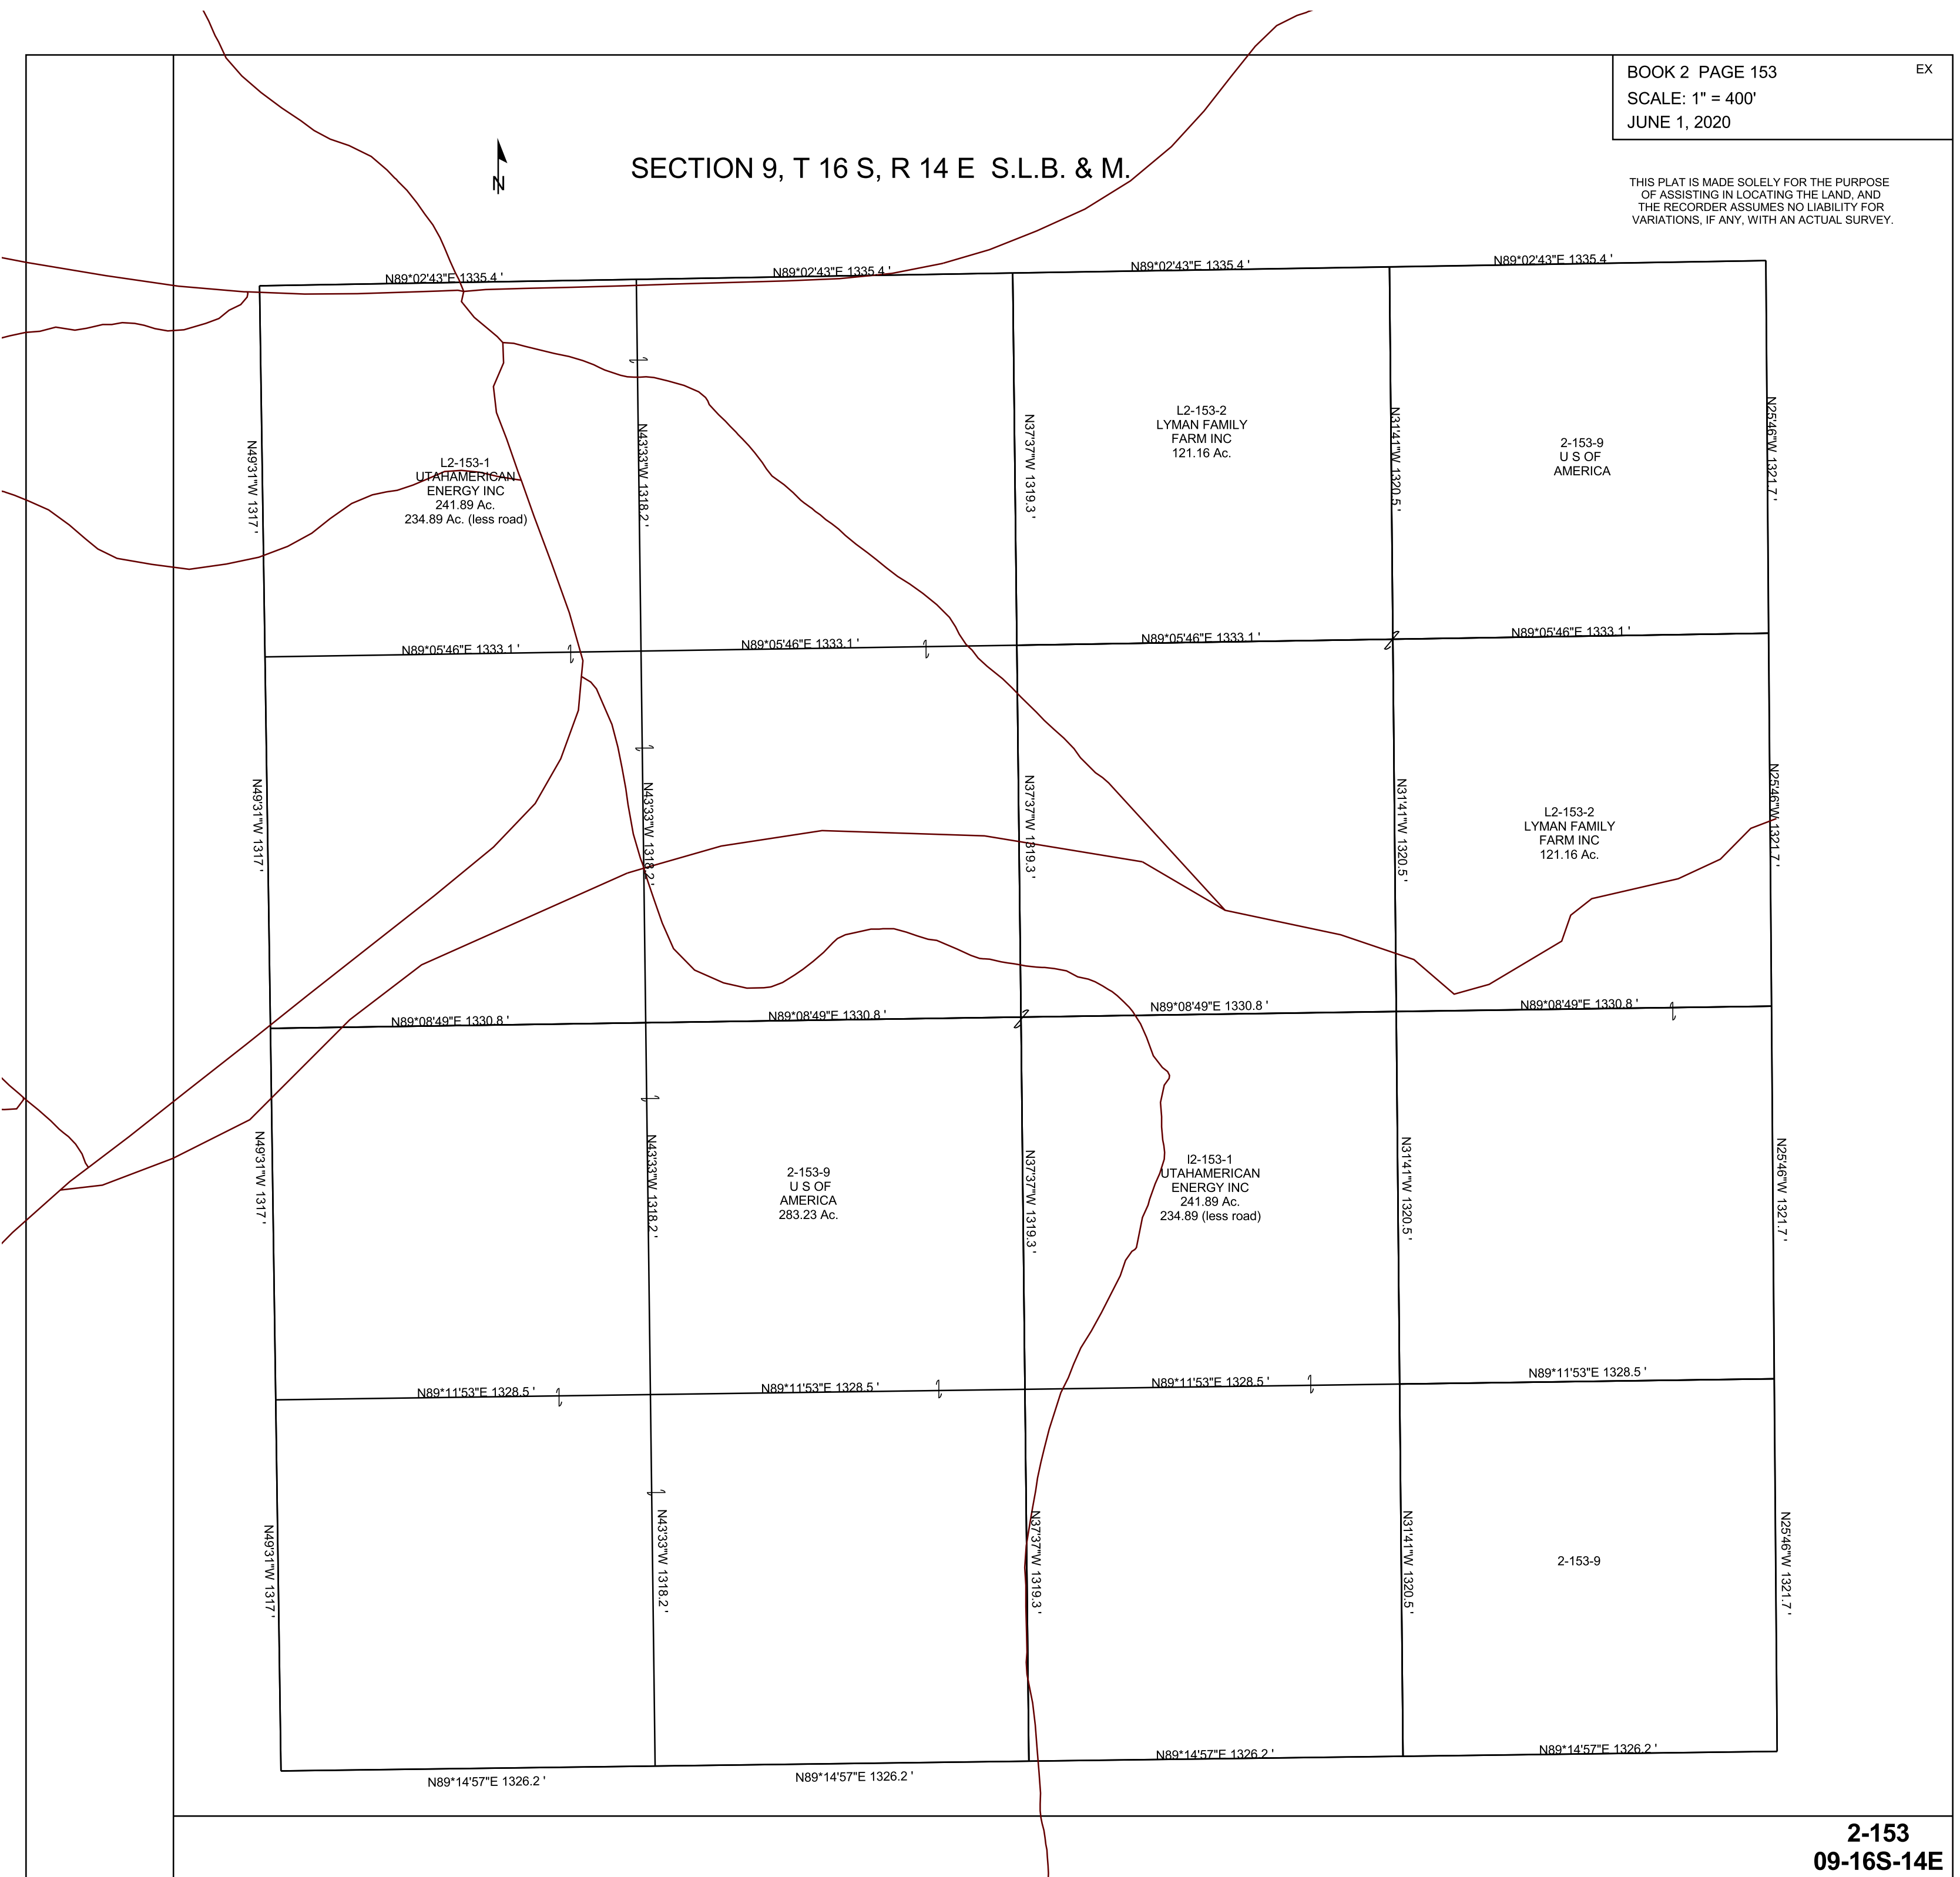 BOOK 2 PAGE 153
EX
SCALE: 1" = 400'
JUNE 1, 2020
N
SECTION 9, T 16 S, R 14 E S.L.B. & M.
THIS PLAT IS MADE SOLELY FOR THE PURPOSE
OF ASSISTING IN LOCATING THE LAND, AND
THE RECORDER ASSUMES NO LIABILITY FOR
VARIATIONS, IF ANY, WITH AN ACTUAL SURVEY.
N89*02'43"E 1335.4 '
N89*02'43"E 1335.4 '
N89*02'43"E 1335.4 '
N89*02'43"E 1335.4 '
N49'31"W 1317 '
L2-153-1
UTAHAMERICAN
ENERGY INC
241.89 Ac.
234.89 Ac. (less road)
N43'33"W 1318.2 '
N37'37"W 1319.3 '
L2-153-2
LYMAN FAMILY
FARM INC
121.16 Ac.
N31'41"W 1320.5 '
2-153-9
U S OF
AMERICA
N25'46"W 1321.7 '
N89*05'46"E 1333.1 '
N89*05'46"E 1333.1 '
N89*05'46"E 1333.1 '
N89*05'46"E 1333.1 '
N49'31"W 1317 '
N43'33"W 1318.2 '
N37'37"W 1319.3 '
N31'41"W 1320.5 '
L2-153-2
LYMAN FAMILY
FARM INC
121.16 Ac.
N25'46"W 1321.7 '
N89*08'49"E 1330.8 '
N89*08'49"E 1330.8 '
N89*08'49"E 1330.8 '
N89*08'49"E 1330.8 '
N49'31"W 1317 '
N43'33"W 1318.2 '
2-153-9
U S OF
AMERICA
283.23 Ac.
N37'37"W 1319.3 '
l2-153-1
UTAHAMERICAN
ENERGY INC
241.89 Ac.
234.89 (less road)
N31'41"W 1320.5 '
N25'46"W 1321.7 '
N89*11'53"E 1328.5 '
N89*11'53"E 1328.5 '
N89*11'53"E 1328.5 '
N89*11'53"E 1328.5 '
N49'31"W 1317 '
N43'33"W 1318.2 '
N37'37"W 1319.3 '
N31'41"W 1320.5 '
2-153-9
N25'46"W 1321.7 '
N89*14'57"E 1326.2 '
N89*14'57"E 1326.2 '
N89*14'57"E 1326.2 '
N89*14'57"E 1326.2 '
2-153
09-16S-14E